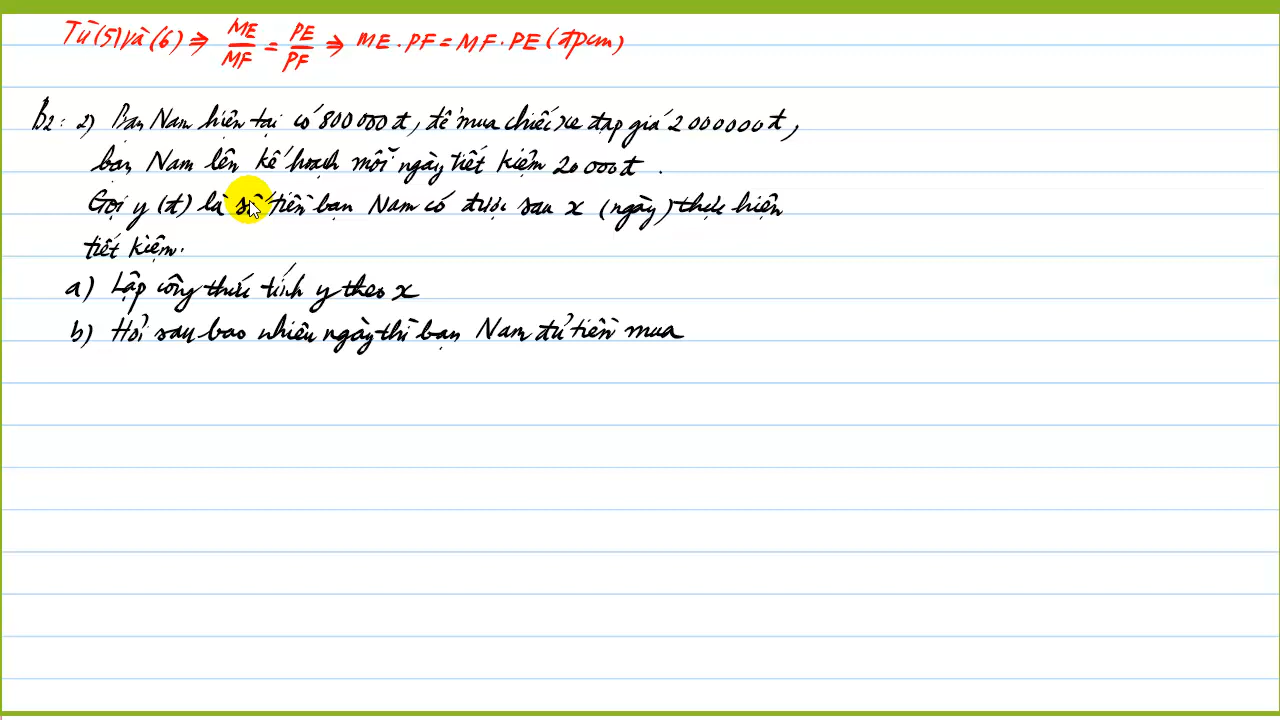 Từ (5) và (6) ⇒ ME/MF = PE/PF ⇒ ME.PF = MF.PE (đpcm)
B2: 2) Bạn Nam hiện tại có 800 000đ, để mua chiếc xe đạp giá 2 000 000đ,
bạn Nam lên kế hoạch mỗi ngày tiết kiệm 20 000đ.
Gọi y (đ) là số tiền bạn Nam có được sau x (ngày) thực hiện
tiết kiệm.
a) Lập công thức tính y theo x
b) Hỏi sau bao nhiêu ngày thì bạn Nam đủ tiền mua